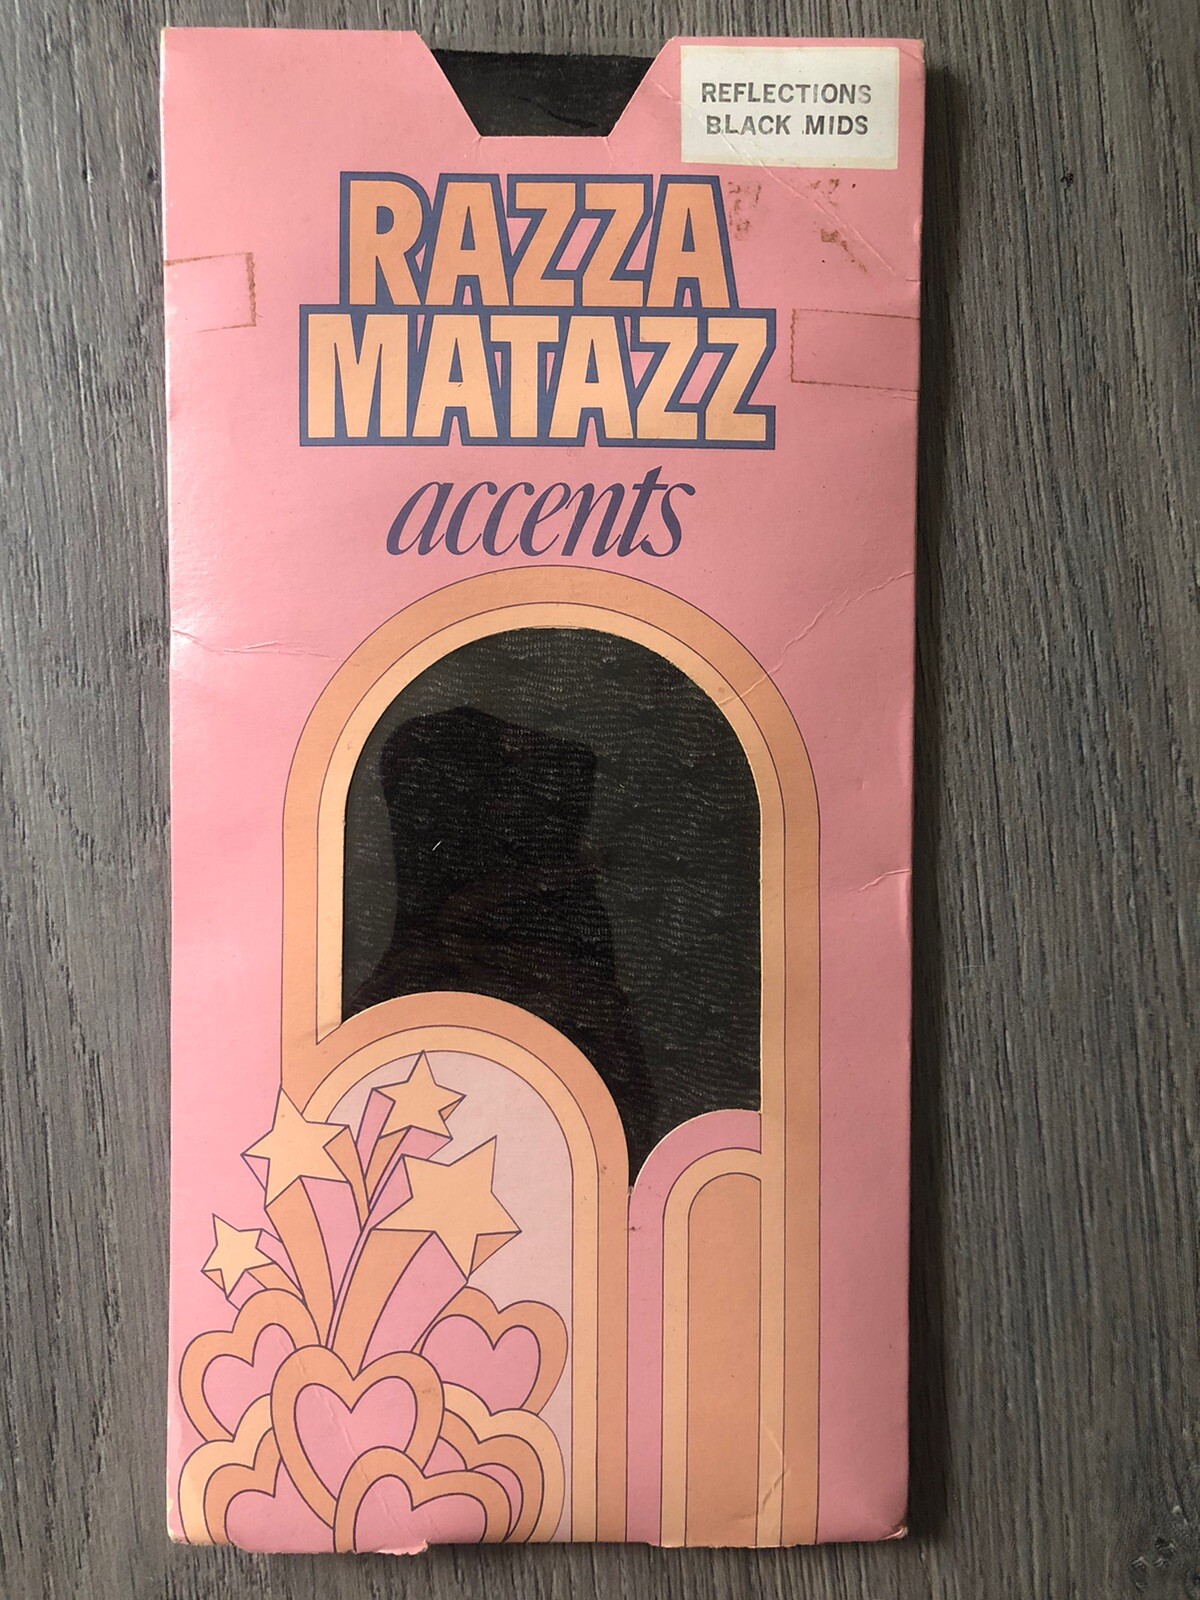 REFLECTIONS
BLACK MIDS
RAZZA
MATAZZ
accents